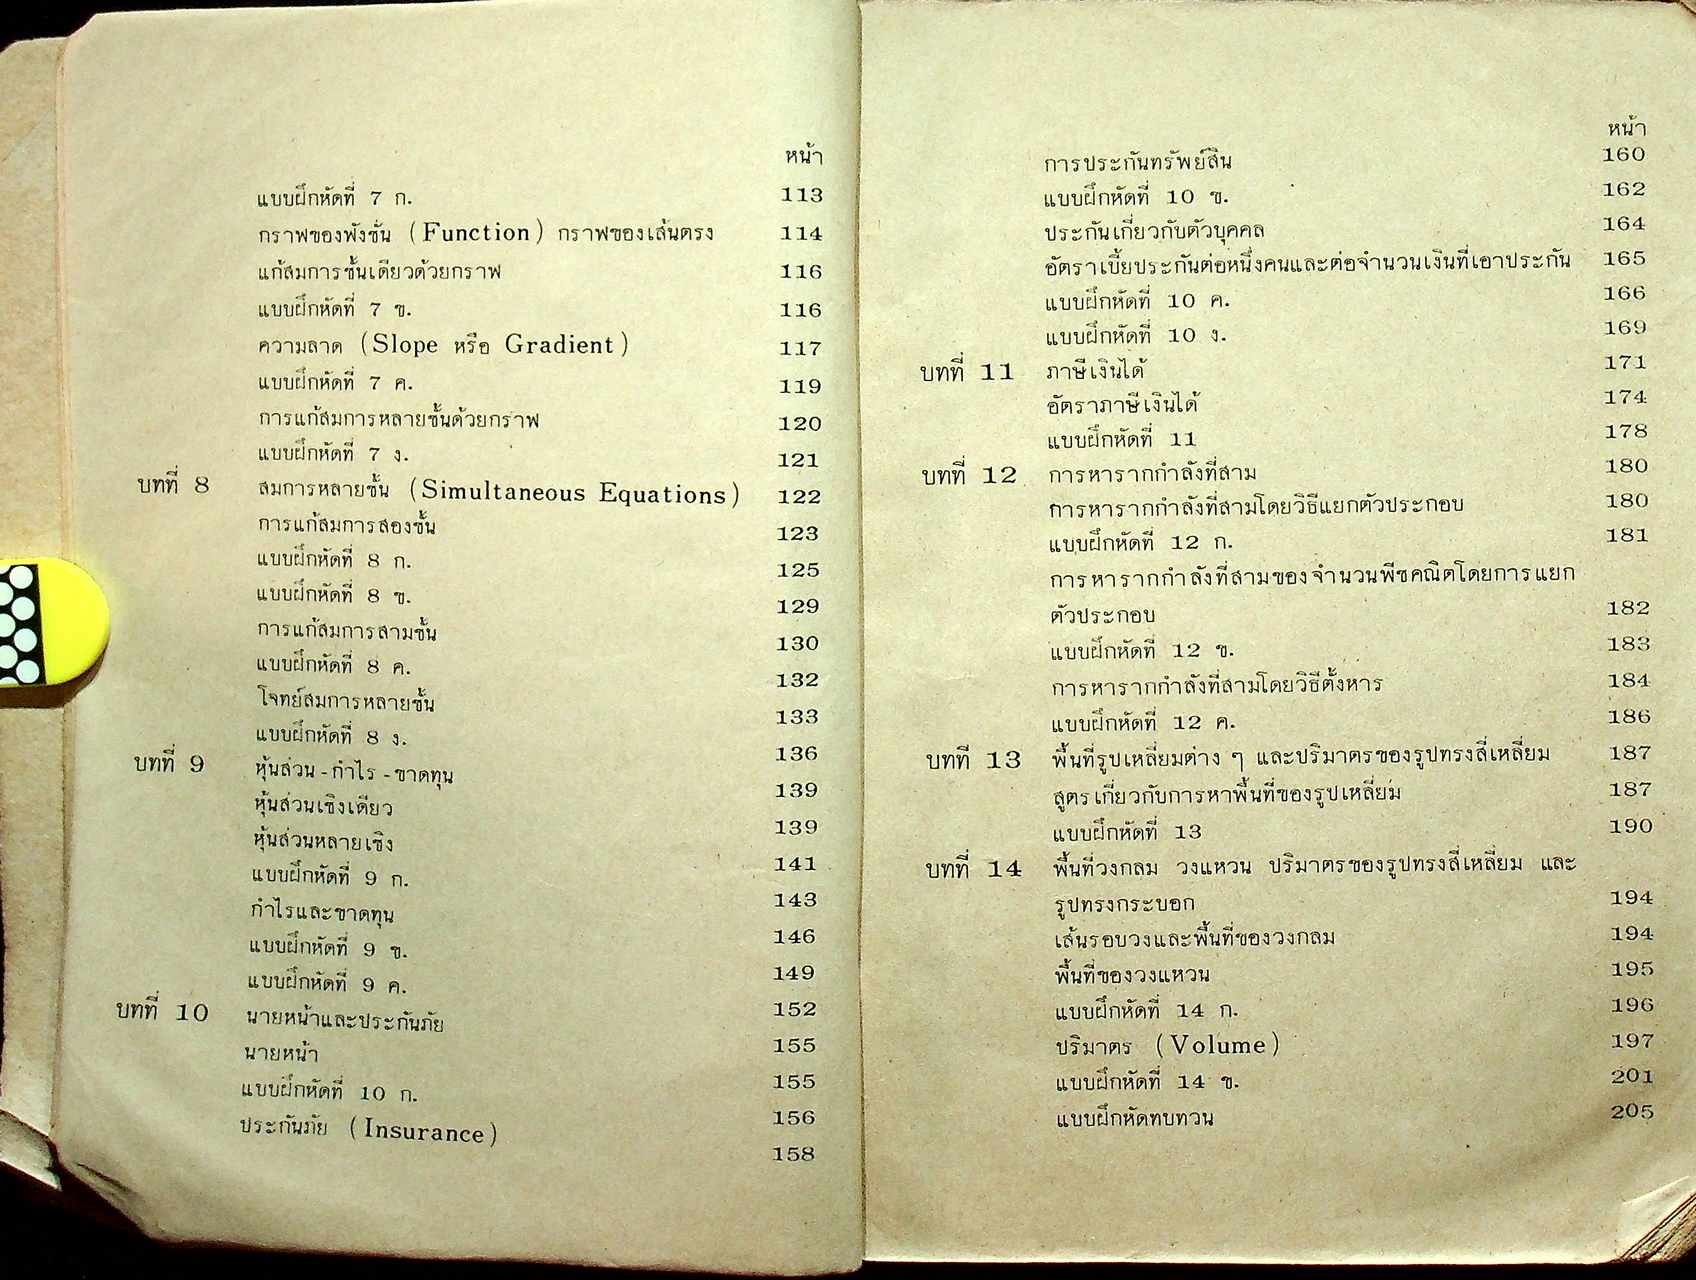 หน้า
แบบฝึกหัดที่ 7 ก. 113
กราฟของฟังชั่น (Function) กราฟของเส้นตรง 114
แก้สมการชั้นเดียวด้วยกราฟ 116
แบบฝึกหัดที่ 7 ข. 116
ความลาด (Slope หรือ Gradient) 117
แบบฝึกหัดที่ 7 ค. 119
การแก้สมการหลายชั้นด้วยกราฟ 120
แบบฝึกหัดที่ 7 ง. 121
บทที่ 8 สมการหลายชั้น (Simultaneous Equations) 122
การแก้สมการสองชั้น 123
แบบฝึกหัดที่ 8 ก. 125
แบบฝึกหัดที่ 8 ข. 129
การแก้สมการสามชั้น 130
แบบฝึกหัดที่ 8 ค. 132
โจทย์สมการหลายชั้น 133
แบบฝึกหัดที่ 8 ง. 136
บทที่ 9 หุ้นส่วน - กำไร - ขาดทุน 139
หุ้นส่วนเชิงเดียว 139
หุ้นส่วนหลายเชิง 141
แบบฝึกหัดที่ 9 ก. 143
กำไรและขาดทุน 146
แบบฝึกหัดที่ 9 ข. 149
แบบฝึกหัดที่ 9 ค. 152
บทที่ 10 นายหน้าและประกันภัย 155
นายหน้า 155
แบบฝึกหัดที่ 10 ก. 156
ประกันภัย (Insurance) 158
หน้า
การประกันทรัพย์สิน 160
แบบฝึกหัดที่ 10 ข. 162
ประกันเกี่ยวกับตัวบุคคล 164
อัตราเบี้ยประกันต่อหนึ่งคนและต่อจำนวนเงินที่เอาประกัน 165
แบบฝึกหัดที่ 10 ค. 166
แบบฝึกหัดที่ 10 ง. 169
บทที่ 11 ภาษีเงินได้ 171
อัตราภาษีเงินได้ 174
แบบฝึกหัดที่ 11 178
บทที่ 12 การหารากกำลังที่สาม 180
การหารากกำลังที่สามโดยวิธีแยกตัวประกอบ 180
แบบฝึกหัดที่ 12 ก. 181
การหารากกำลังที่สามของจำนวนพีชคณิตโดยการแยก
ตัวประกอบ 182
แบบฝึกหัดที่ 12 ข. 183
การหารากกำลังที่สามโดยวิธีตั้งหาร 184
แบบฝึกหัดที่ 12 ค. 186
บทที่ 13 พื้นที่รูปเหลี่ยมต่าง ๆ และปริมาตรของรูปทรงสี่เหลี่ยม 187
สูตรเกี่ยวกับการหาพื้นที่ของรูปเหลี่ยม 187
แบบฝึกหัดที่ 13 190
บทที่ 14 พื้นที่วงกลม วงแหวน ปริมาตรของรูปทรงสี่เหลี่ยม และ
รูปทรงกระบอก 194
เส้นรอบวงและพื้นที่ของวงกลม 194
พื้นที่ของวงแหวน 195
แบบฝึกหัดที่ 14 ก. 196
ปริมาตร (Volume) 197
แบบฝึกหัดที่ 14 ข. 201
แบบฝึกหัดทบทวน 205